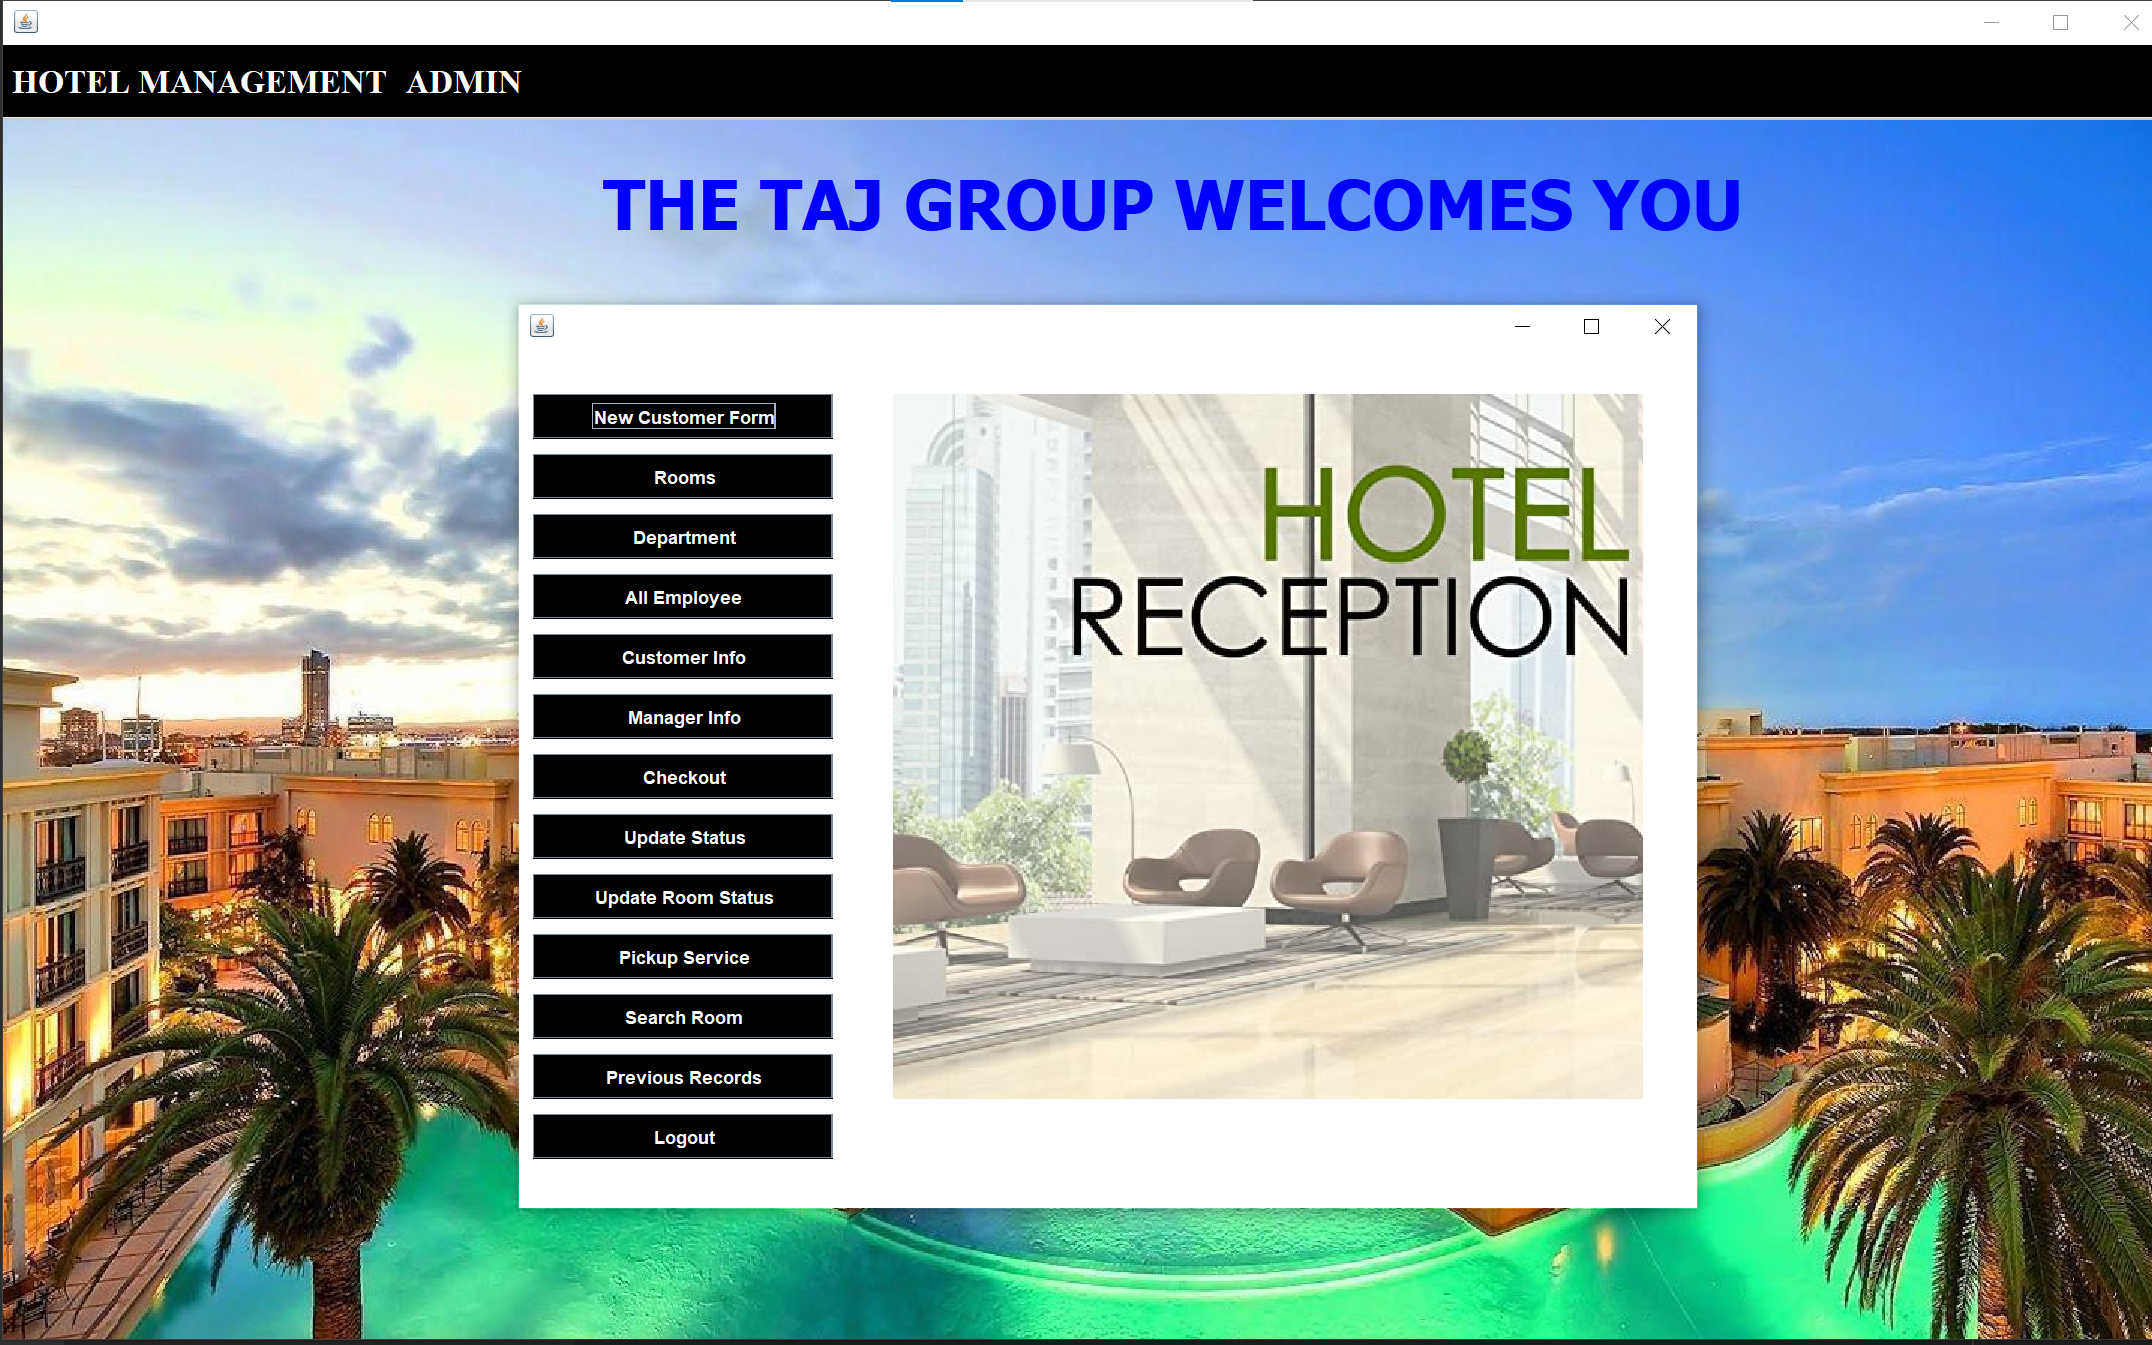 HOTEL MANAGEMENT ADMIN
THE TAJ GROUP WELCOMES YOU
New Customer Form
Rooms
Department
All Employee
Customer Info
Manager Info
Checkout
Update Status
Update Room Status
Pickup Service
Search Room
Previous Records
Logout
HOTEL
RECEPTION